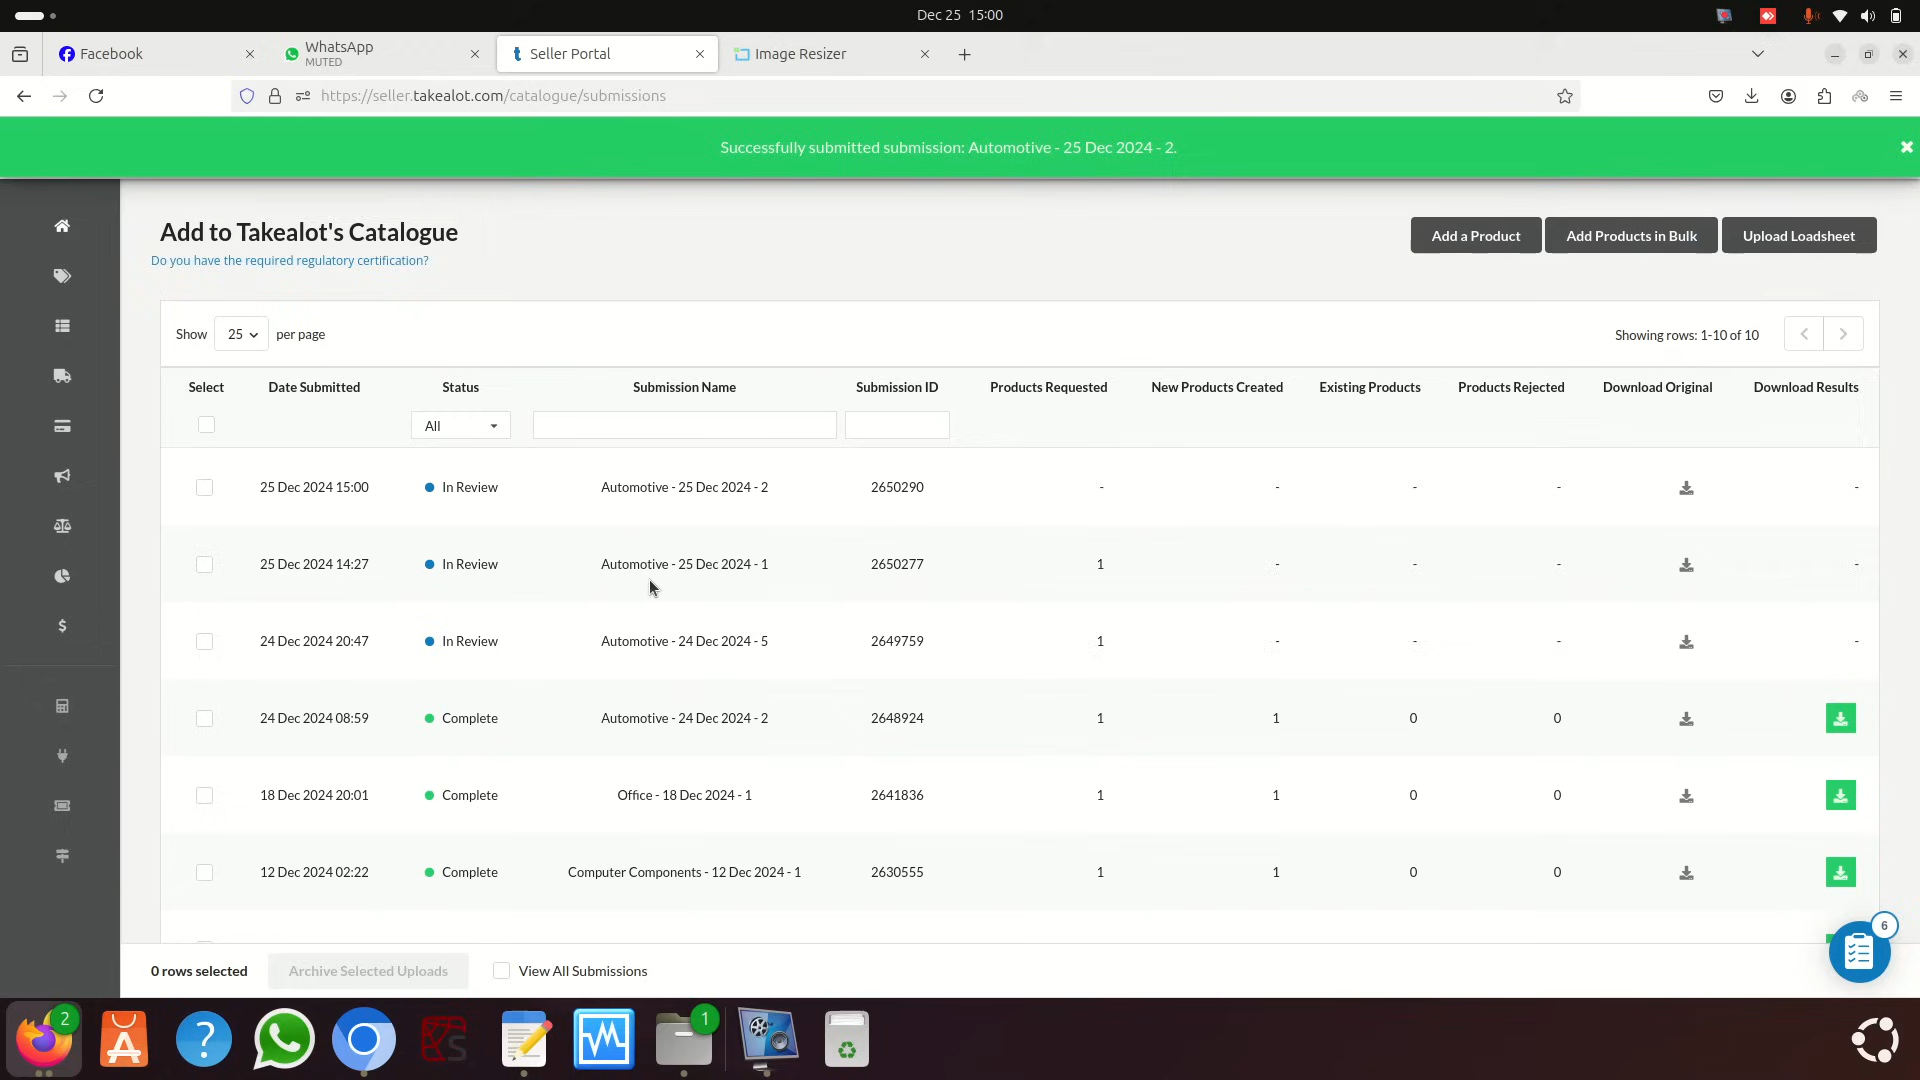 Dec 25 15:00
Facebook
WhatsApp
MUTED
Seller Portal
Image Resizer
https://seller.takealot.com/catalogue/submissions
Successfully submitted submission: Automotive - 25 Dec 2024 - 2.
Add to Takealot's Catalogue
Do you have the required regulatory certification?
Add a Product
Add Products in Bulk
Upload Loadsheet
Show 25 per page
Showing rows: 1-10 of 10
Select Date Submitted Status Submission Name Submission ID Products Requested New Products Created Existing Products Products Rejected Download Original Download Results
All
25 Dec 2024 15:00 In Review Automotive - 25 Dec 2024 - 2 2650290 - - - - -
25 Dec 2024 14:27 In Review Automotive - 25 Dec 2024 - 1 2650277 1 - - - -
24 Dec 2024 20:47 In Review Automotive - 24 Dec 2024 - 5 2649759 1 - - - -
24 Dec 2024 08:59 Complete Automotive - 24 Dec 2024 - 2 2648924 1 1 0 0
18 Dec 2024 20:01 Complete Office - 18 Dec 2024 - 1 2641836 1 1 0 0
12 Dec 2024 02:22 Complete Computer Components - 12 Dec 2024 - 1 2630555 1 1 0 0
6
0 rows selected
Archive Selected Uploads
View All Submissions
2
1